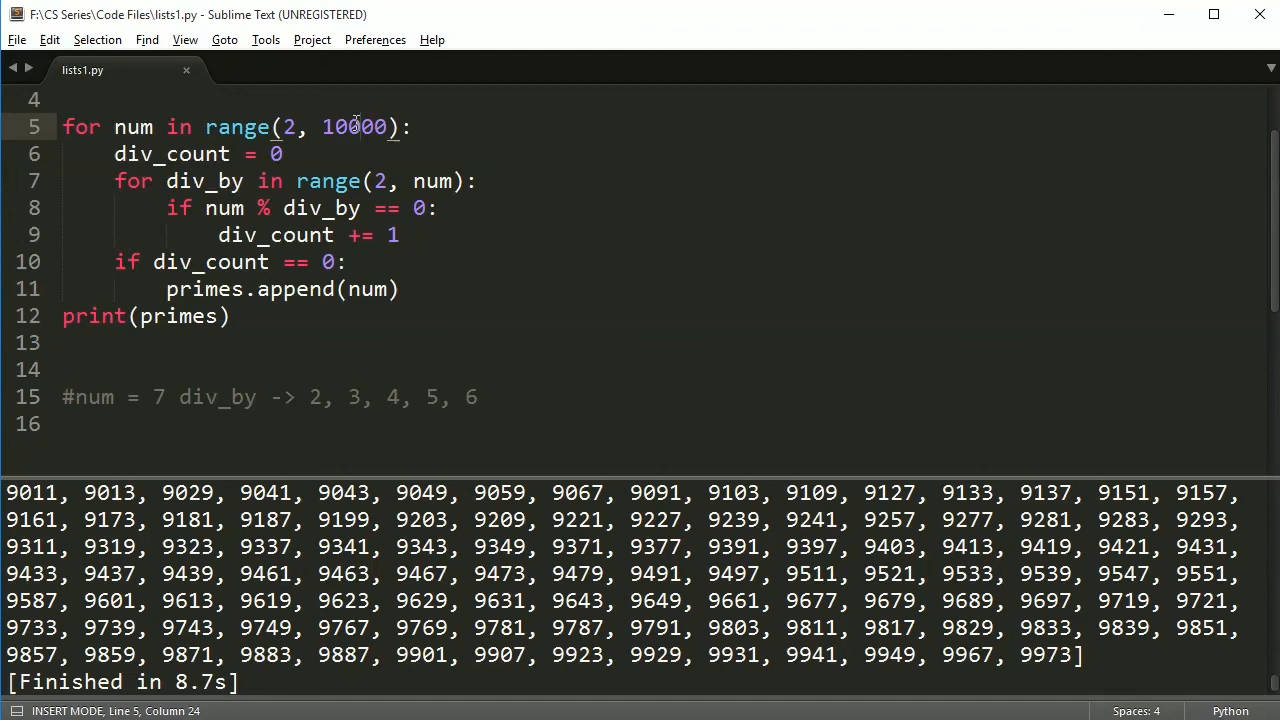 F:\CS Series\Code Files\lists1.py - Sublime Text (UNREGISTERED)
File Edit Selection Find View Goto Tools Project Preferences Help
lists1.py
4
5 for num in range(2, 10000):
6     div_count = 0
7     for div_by in range(2, num):
8         if num % div_by == 0:
9             div_count += 1
10     if div_count == 0:
11         primes.append(num)
12 print(primes)
13
14
15 #num = 7 div_by -> 2, 3, 4, 5, 6
16
9011, 9013, 9029, 9041, 9043, 9049, 9059, 9067, 9091, 9103, 9109, 9127, 9133, 9137, 9151, 9157,
9161, 9173, 9181, 9187, 9199, 9203, 9209, 9221, 9227, 9239, 9241, 9257, 9277, 9281, 9283, 9293,
9311, 9319, 9323, 9337, 9341, 9343, 9349, 9371, 9377, 9391, 9397, 9403, 9413, 9419, 9421, 9431,
9433, 9437, 9439, 9461, 9463, 9467, 9473, 9479, 9491, 9497, 9511, 9521, 9533, 9539, 9547, 9551,
9587, 9601, 9613, 9619, 9623, 9629, 9631, 9643, 9649, 9661, 9677, 9679, 9689, 9697, 9719, 9721,
9733, 9739, 9743, 9749, 9767, 9769, 9781, 9787, 9791, 9803, 9811, 9817, 9829, 9833, 9839, 9851,
9857, 9859, 9871, 9883, 9887, 9901, 9907, 9923, 9929, 9931, 9941, 9949, 9967, 9973]
[Finished in 8.7s]
INSERT MODE, Line 5, Column 24 Spaces: 4 Python